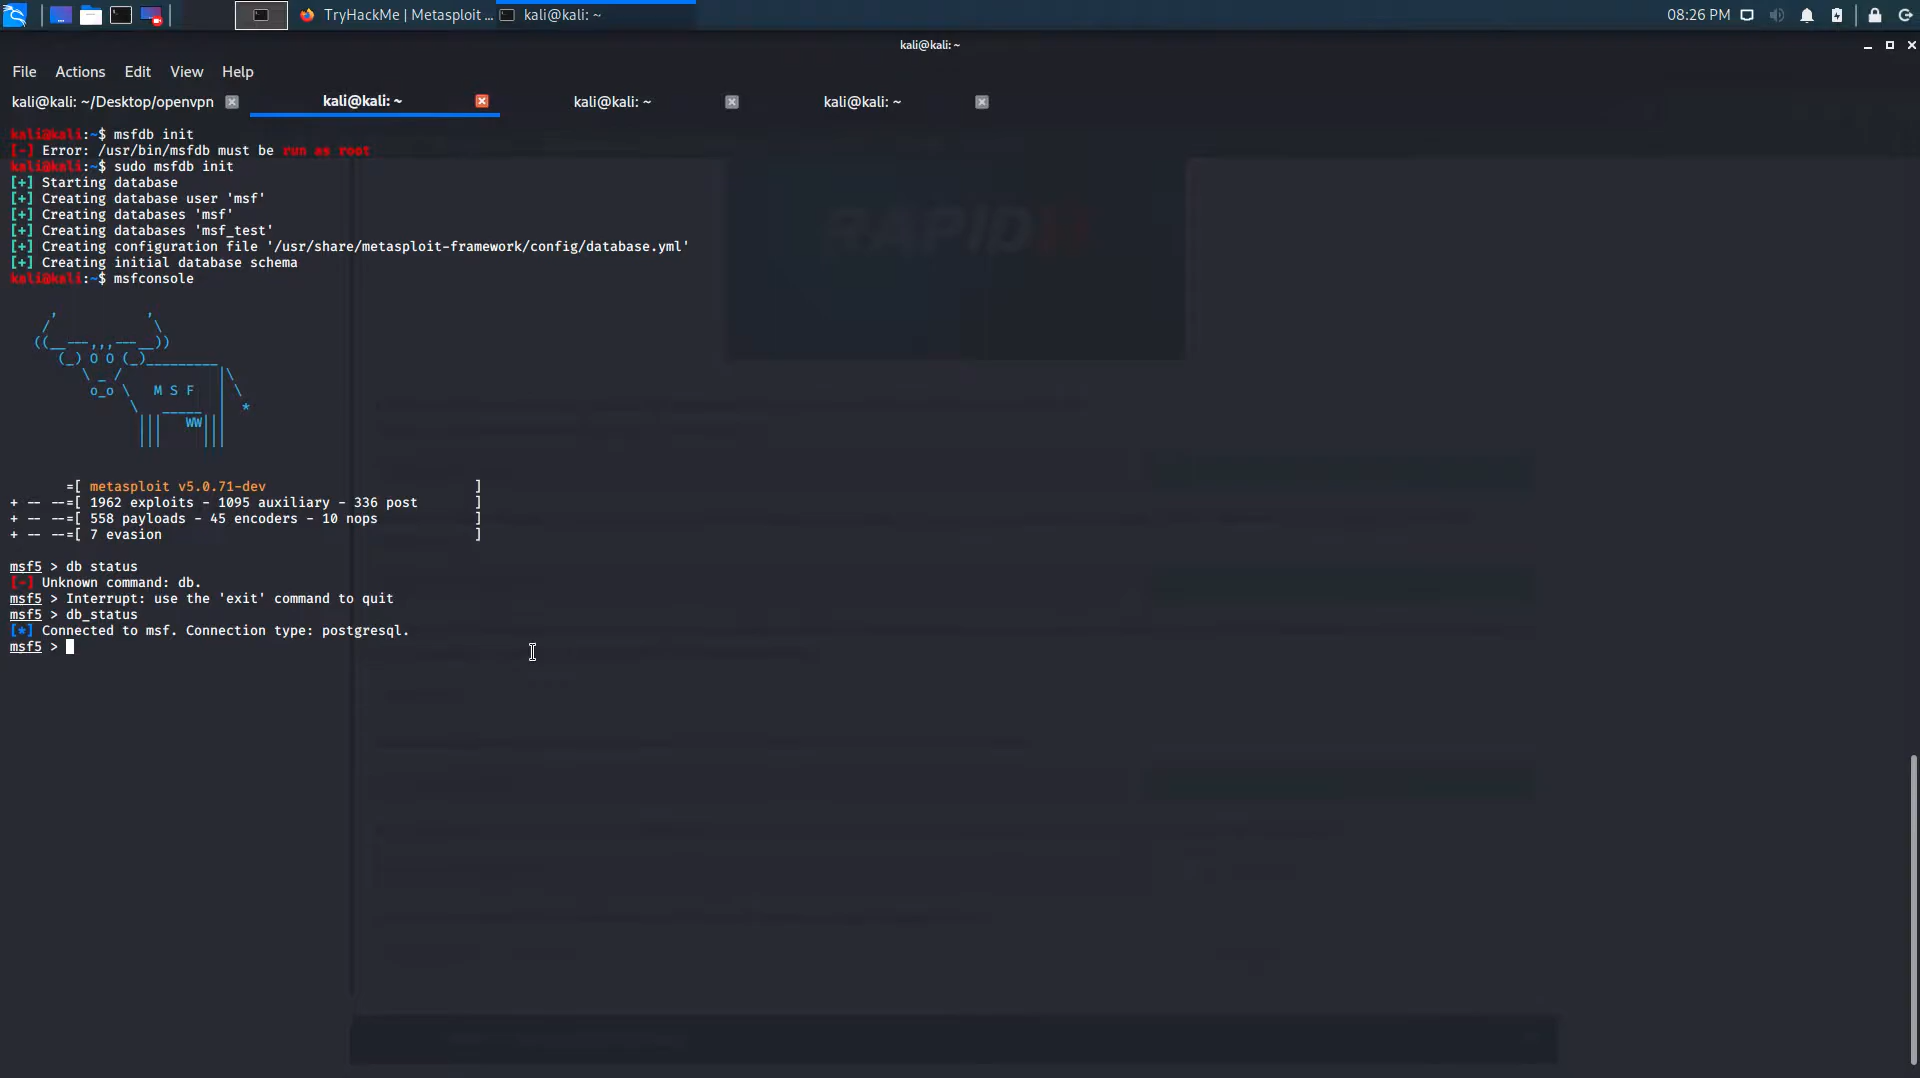 TryHackMe | Metasploit ...
kali@kali: ~
08:26 PM
kali@kali: ~
File Actions Edit View Help
kali@kali: ~/Desktop/openvpn
kali@kali: ~
kali@kali: ~
kali@kali: ~
kali@kali:~$ msfdb init
[-] Error: /usr/bin/msfdb must be run as root
kali@kali:~$ sudo msfdb init
[+] Starting database
[+] Creating database user 'msf'
[+] Creating databases 'msf'
[+] Creating databases 'msf_test'
[+] Creating configuration file '/usr/share/metasploit-framework/config/database.yml'
[+] Creating initial database schema
kali@kali:~$ msfconsole
RAPID
M S F
=[ metasploit v5.0.71-dev ]
+ -- --=[ 1962 exploits - 1095 auxiliary - 336 post ]
+ -- --=[ 558 payloads - 45 encoders - 10 nops ]
+ -- --=[ 7 evasion ]
msf5 > db status
[-] Unknown command: db.
msf5 > Interrupt: use the 'exit' command to quit
msf5 > db_status
[*] Connected to msf. Connection type: postgresql.
msf5 >